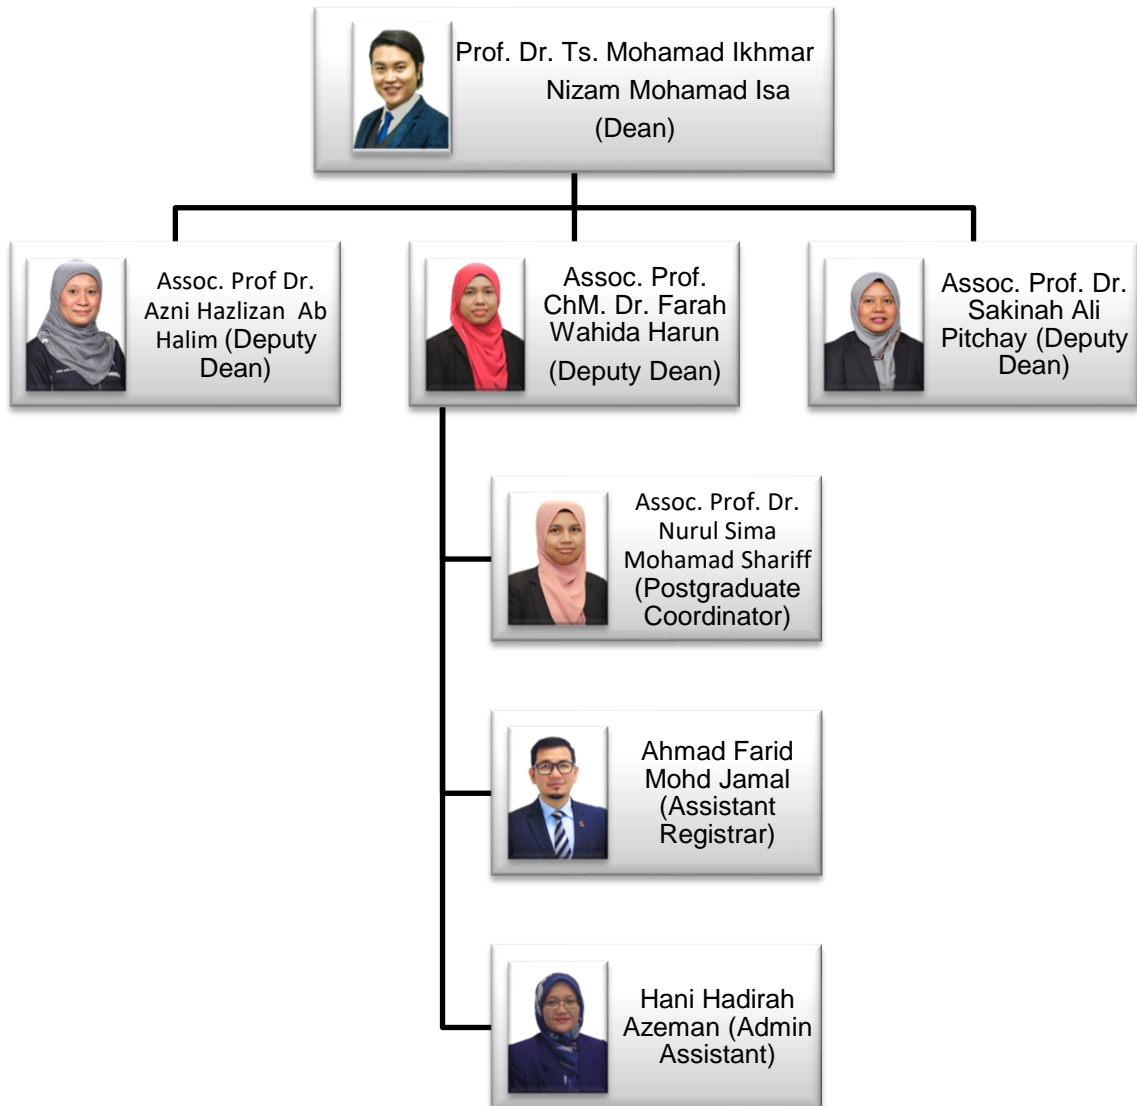 Prof. Dr. Ts. Mohamad Ikhmar
Nizam Mohamad Isa
(Dean)
Assoc. Prof Dr.
Azni Hazlizan Ab
Halim (Deputy
Dean)
Assoc. Prof.
ChM. Dr. Farah
Wahida Harun
(Deputy Dean)
Assoc. Prof. Dr.
Sakinah Ali
Pitchay (Deputy
Dean)
Assoc. Prof. Dr.
Nurul Sima
Mohamad Shariff
(Postgraduate
Coordinator)
Ahmad Farid
Mohd Jamal
(Assistant
Registrar)
Hani Hadirah
Azeman (Admin
Assistant)